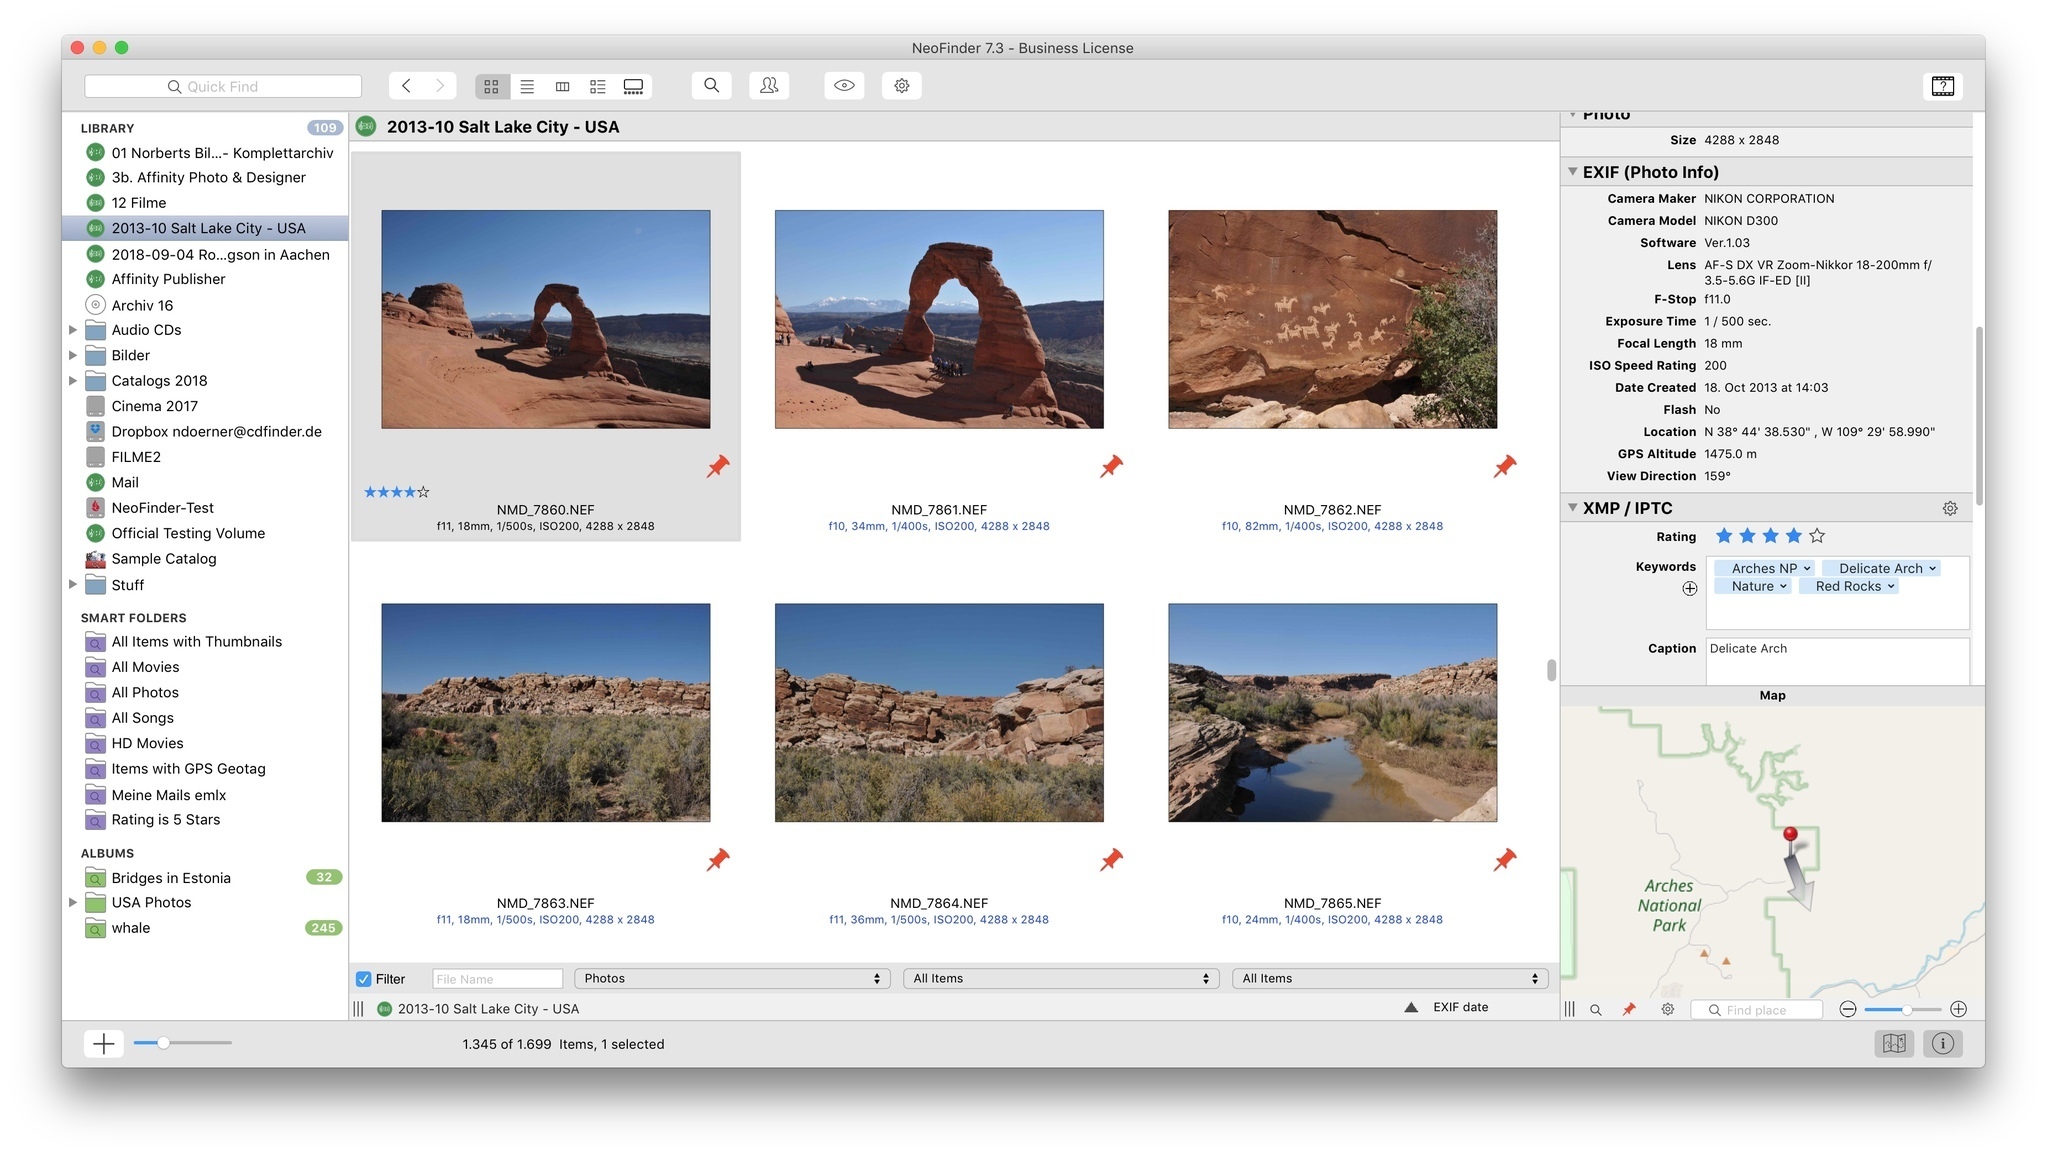 NeoFinder 7.3 - Business License
Quick Find
LIBRARY 109
01 Norberts Bil...- Komplettarchiv
3b. Affinity Photo & Designer
12 Filme
2013-10 Salt Lake City - USA
2018-09-04 Ro...gson in Aachen
Affinity Publisher
Archiv 16
Audio CDs
Bilder
Catalogs 2018
Cinema 2017
Dropbox ndoerner@cdfinder.de
FILME2
Mail
NeoFinder-Test
Official Testing Volume
Sample Catalog
Stuff
SMART FOLDERS
All Items with Thumbnails
All Movies
All Photos
All Songs
HD Movies
Items with GPS Geotag
Meine Mails emlx
Rating is 5 Stars
ALBUMS
Bridges in Estonia 32
USA Photos
whale 245
2013-10 Salt Lake City - USA
NMD_7860.NEF
f11, 18mm, 1/500s, ISO200, 4288 x 2848
NMD_7861.NEF
f10, 34mm, 1/400s, ISO200, 4288 x 2848
NMD_7862.NEF
f10, 82mm, 1/400s, ISO200, 4288 x 2848
NMD_7863.NEF
f11, 18mm, 1/500s, ISO200, 4288 x 2848
NMD_7864.NEF
f11, 36mm, 1/500s, ISO200, 4288 x 2848
NMD_7865.NEF
f10, 24mm, 1/400s, ISO200, 4288 x 2848
Filter File Name Photos All Items All Items
2013-10 Salt Lake City - USA EXIF date
1.345 of 1.699 Items, 1 selected
Photo
Size 4288 x 2848
EXIF (Photo Info)
Camera Maker NIKON CORPORATION
Camera Model NIKON D300
Software Ver.1.03
Lens AF-S DX VR Zoom-Nikkor 18-200mm f/
3.5-5.6G IF-ED [II]
F-Stop f11.0
Exposure Time 1 / 500 sec.
Focal Length 18 mm
ISO Speed Rating 200
Date Created 18. Oct 2013 at 14:03
Flash No
Location N 38° 44' 38.530" , W 109° 29' 58.990"
GPS Altitude 1475.0 m
View Direction 159°
XMP / IPTC
Rating
Keywords Arches NP Delicate Arch
Nature Red Rocks
Caption Delicate Arch
Map
Arches
National
Park
Find place